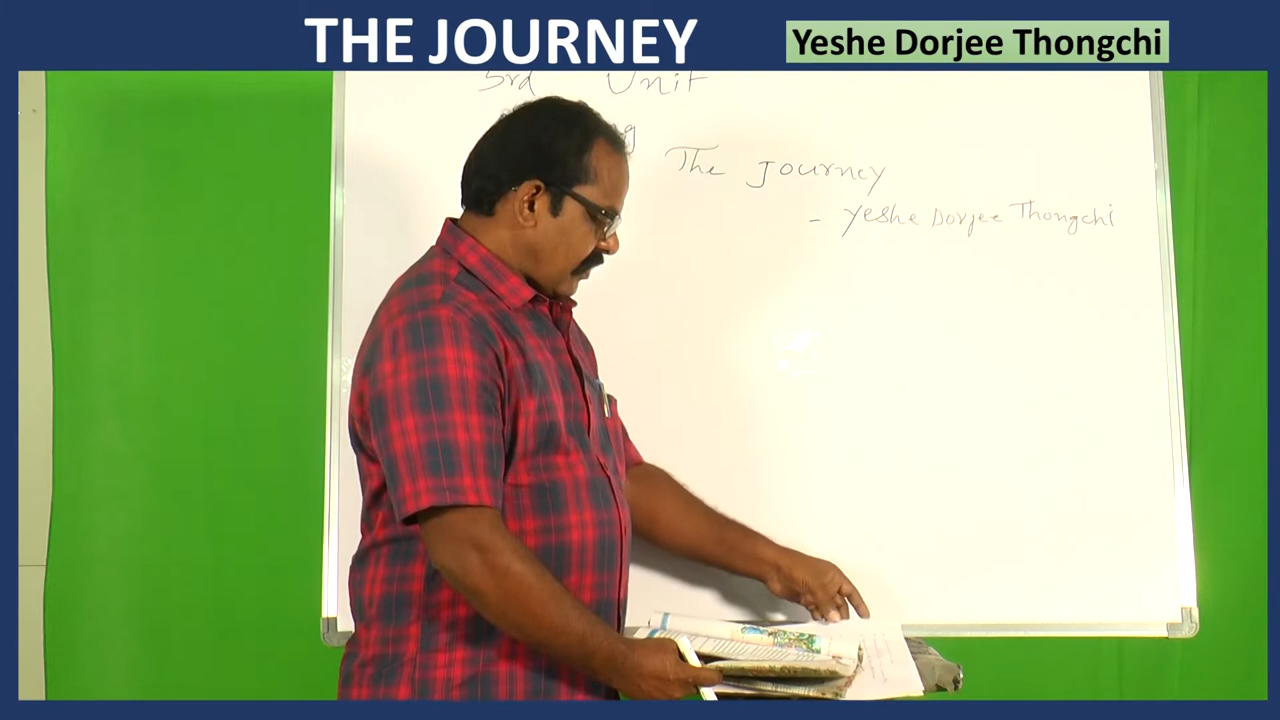 THE JOURNEY
Yeshe Dorjee Thongchi
3rd Unit
The Journey
- Yeshe Dorjee Thongchi